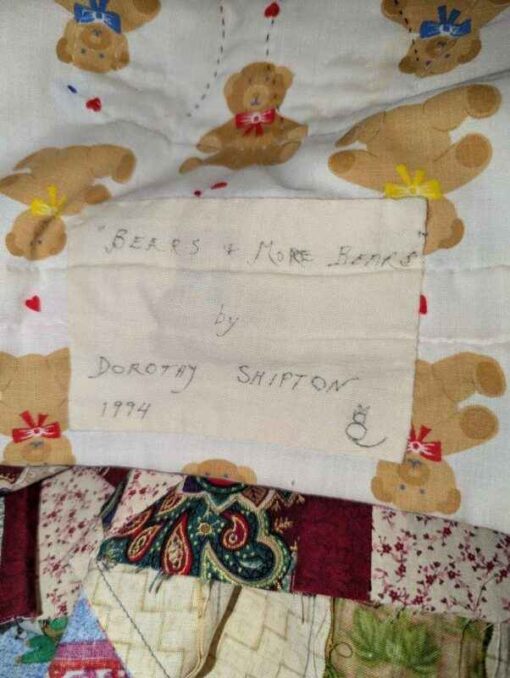 "BEARS & MORE BEARS"
by
DOROTHY SHIPTON
1994